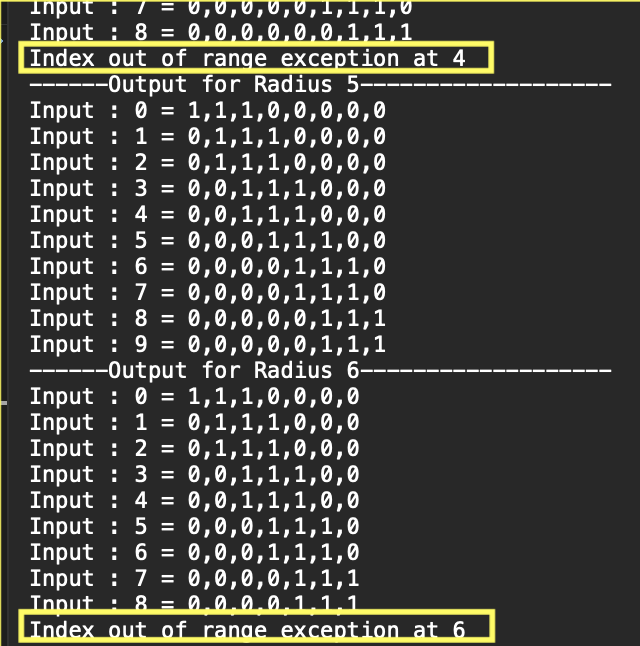 Input : 7 = 0,0,0,0,0,1,1,1,0
Input : 8 = 0,0,0,0,0,0,1,1,1
Index out of range exception at 4
------Output for Radius 5-------------------
Input : 0 = 1,1,1,0,0,0,0,0
Input : 1 = 0,1,1,1,0,0,0,0
Input : 2 = 0,1,1,1,0,0,0,0
Input : 3 = 0,0,1,1,1,0,0,0
Input : 4 = 0,0,1,1,1,0,0,0
Input : 5 = 0,0,0,1,1,1,0,0
Input : 6 = 0,0,0,0,1,1,1,0
Input : 7 = 0,0,0,0,1,1,1,0
Input : 8 = 0,0,0,0,0,1,1,1
Input : 9 = 0,0,0,0,0,1,1,1
------Output for Radius 6-------------------
Input : 0 = 1,1,1,0,0,0,0
Input : 1 = 0,1,1,1,0,0,0
Input : 2 = 0,1,1,1,0,0,0
Input : 3 = 0,0,1,1,1,0,0
Input : 4 = 0,0,1,1,1,0,0
Input : 5 = 0,0,0,1,1,1,0
Input : 6 = 0,0,0,1,1,1,0
Input : 7 = 0,0,0,0,1,1,1
Input : 8 = 0,0,0,0,1,1,1
Index out of range exception at 6